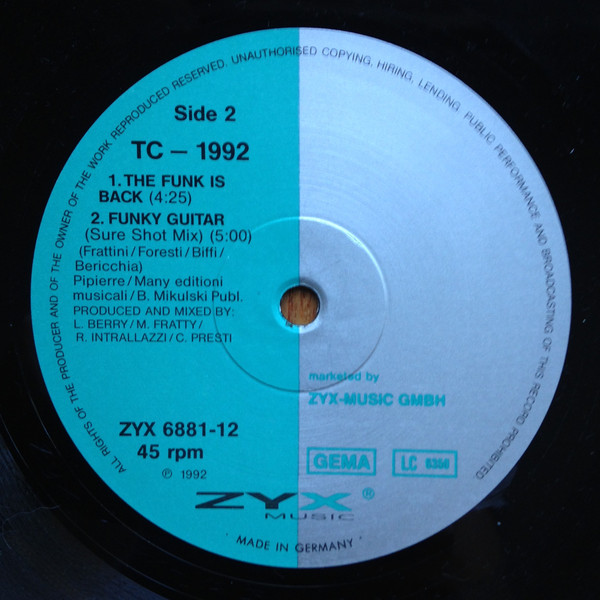 ALL RIGHTS OF THE PRODUCER AND OF THE OWNER OF THE WORK REPRODUCED RESERVED. UNAUTHORISED COPYING, HIRING, LENDING. PUBLIC PERFORMANCE AND BROADCASTING OF THIS RECORD PROHIBITED.
Side 2
TC – 1992
1. THE FUNK IS
BACK (4:25)
2. FUNKY GUITAR
(Sure Shot Mix) (5:00)
(Frattini/Foresti/Biffi/
Bericchia)
Pipierre/Many editioni
musicali/B. Mikulski Publ.
PRODUCED AND MIXED BY:
L. BERRY/M. FRATTY/
R. INTRALLAZZI/C. PRESTI
marketed by
ZYX-MUSIC GMBH
ZYX 6881-12
45 rpm
℗ 1992
GEMA
LC 6350
ZYX ®
MUSIC
· MADE IN GERMANY ·